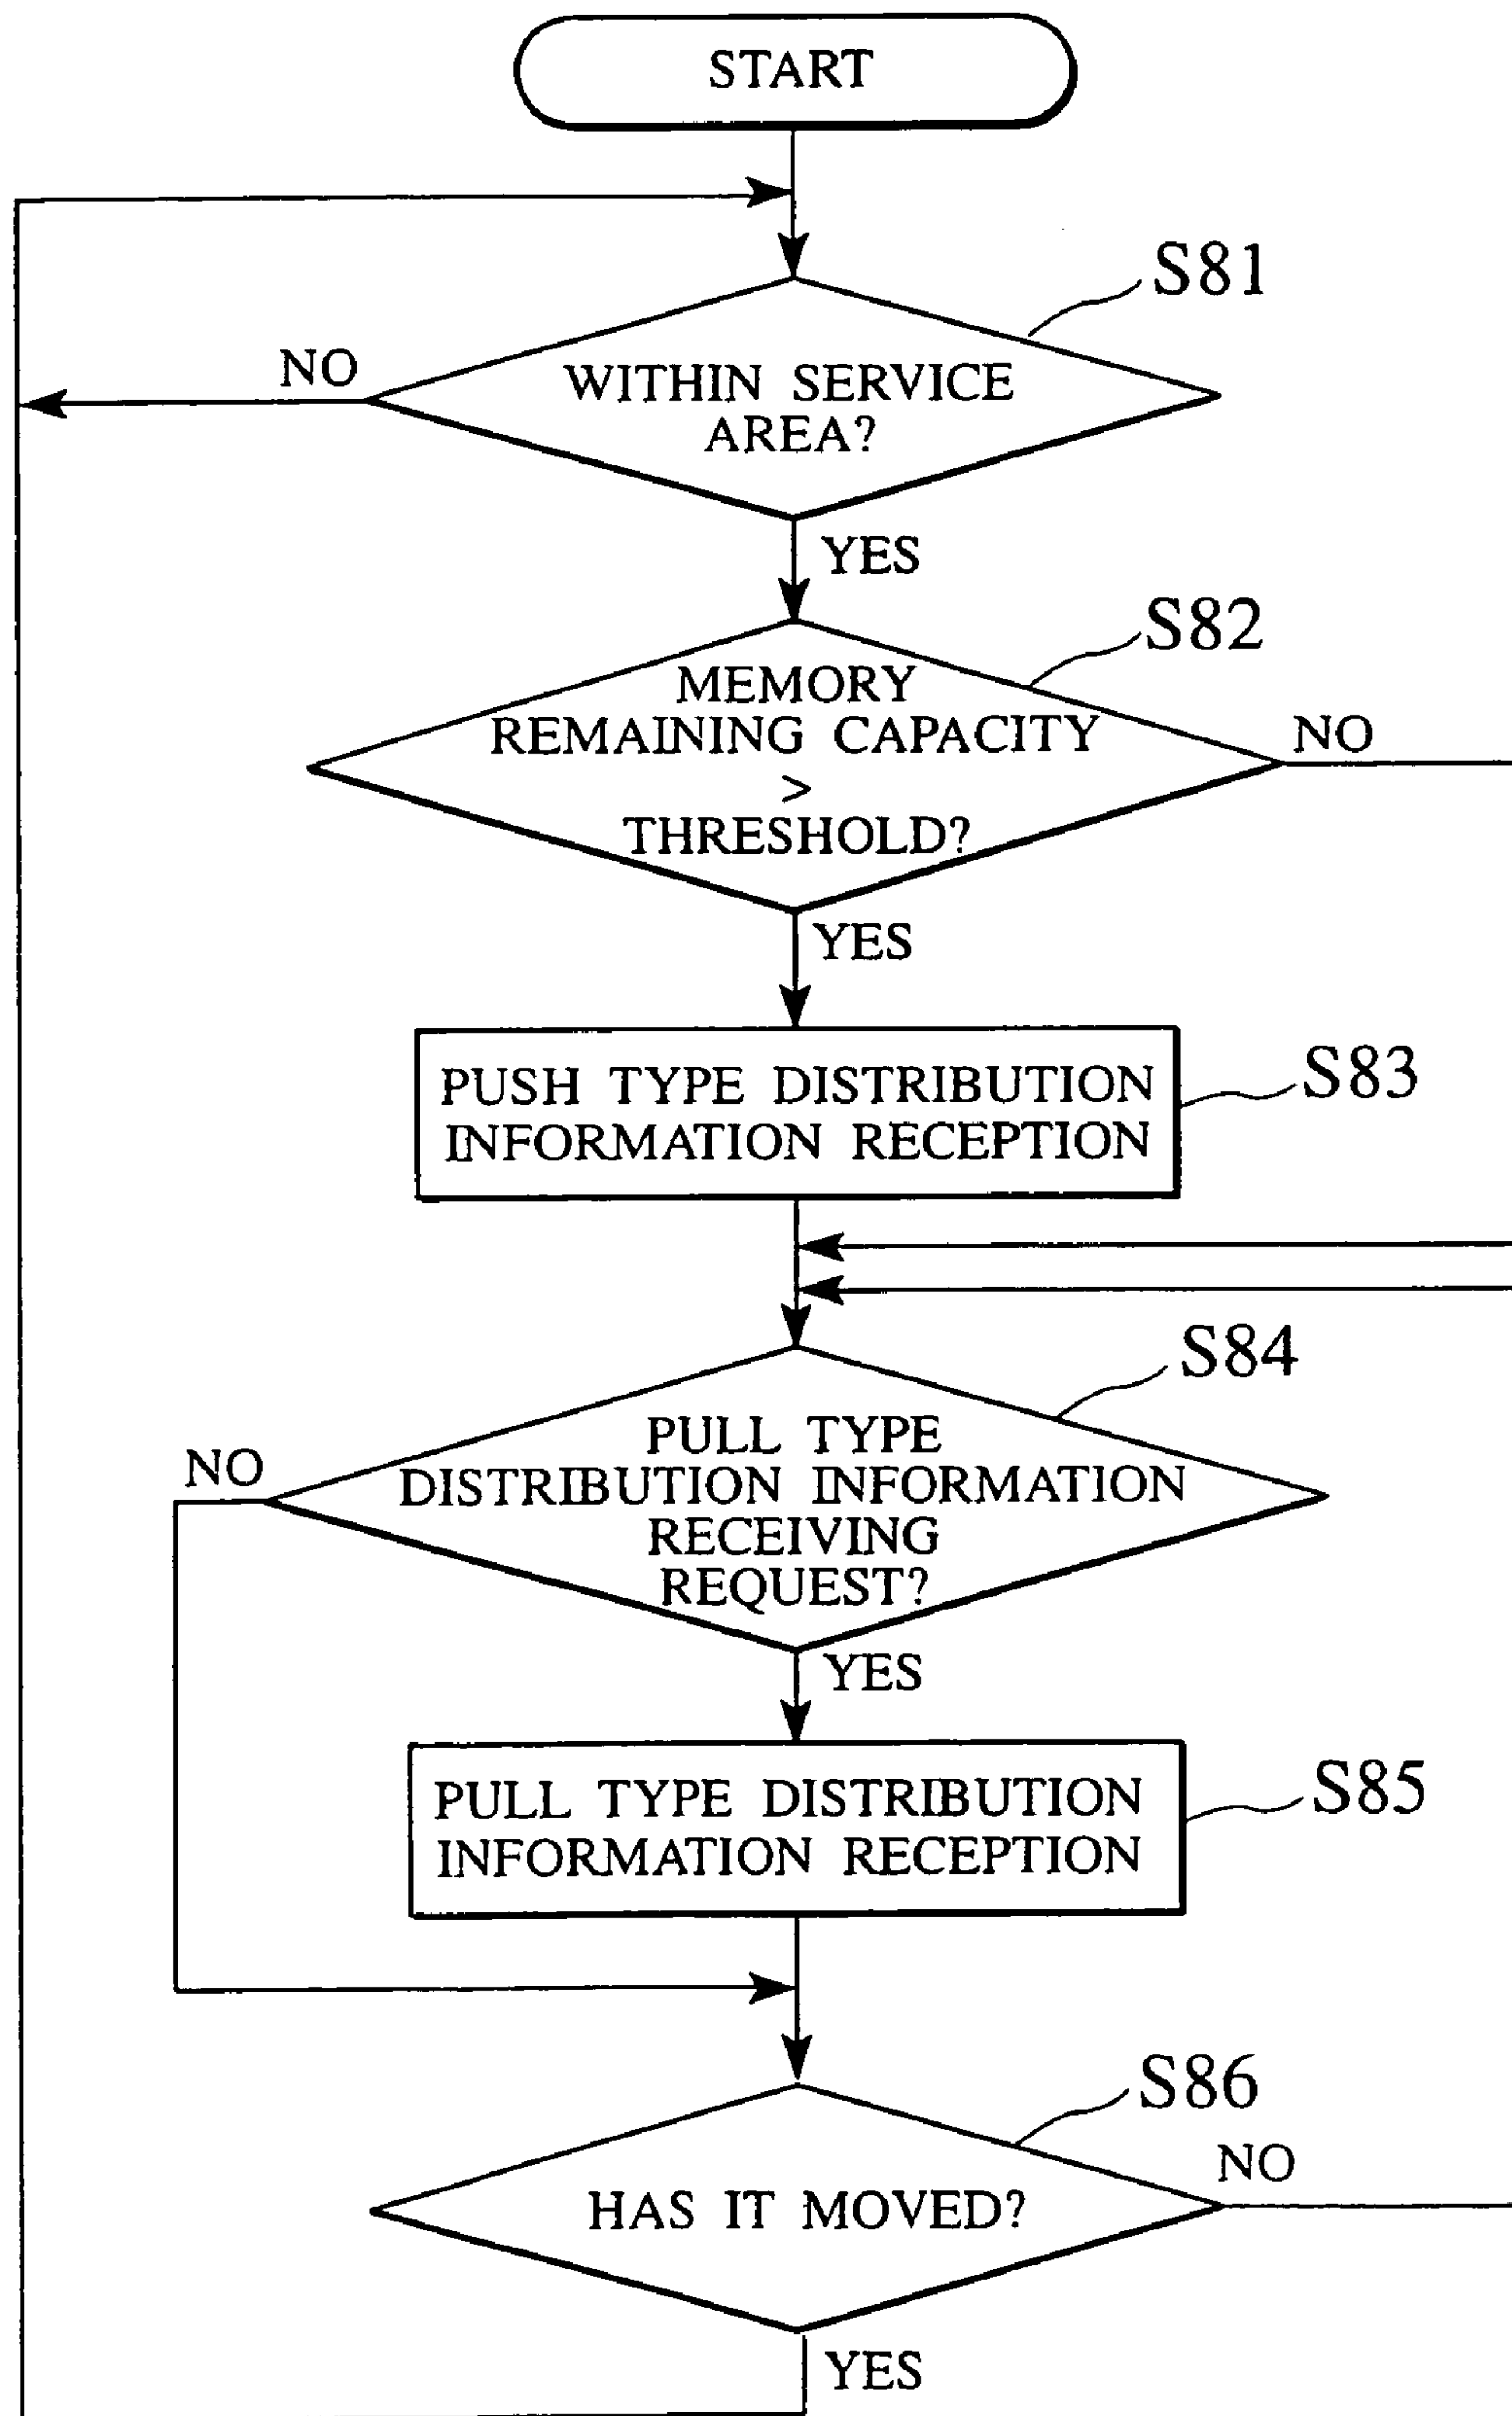 START
S81
NO
WITHIN SERVICE
AREA?
YES
S82
MEMORY
REMAINING CAPACITY
>
THRESHOLD?
NO
YES
S83
PUSH TYPE DISTRIBUTION
INFORMATION RECEPTION
S84
NO
PULL TYPE
DISTRIBUTION INFORMATION
RECEIVING
REQUEST?
YES
S85
PULL TYPE DISTRIBUTION
INFORMATION RECEPTION
S86
NO
HAS IT MOVED?
YES